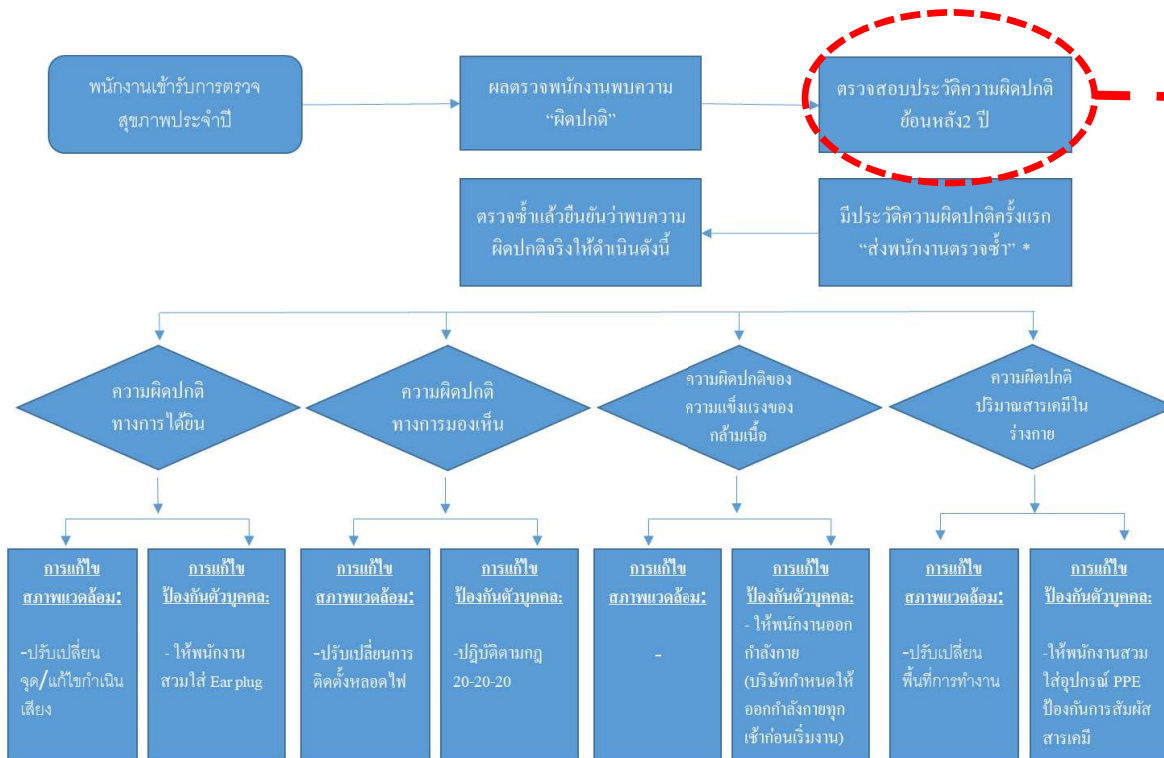 พนักงานเข้ารับการตรวจ
สุขภาพประจำปี
ผลตรวจพนักงานพบความ
“ผิดปกติ”
ตรวจสอบประวัติความผิดปกติ
ย้อนหลัง2 ปี
มีประวัติความผิดปกติครั้งแรก
“ส่งพนักงานตรวจซ้ำ” *
ตรวจซ้ำแล้วยืนยันว่าพบความ
ผิดปกติจริงให้ดำเนินดังนี้
ความผิดปกติ
ทางการได้ยิน
ความผิดปกติ
ทางการมองเห็น
ความผิดปกติของ
ความแข็งแรงของ
กล้ามเนื้อ
ความผิดปกติ
ปริมาณสารเคมีใน
ร่างกาย
การแก้ไข
สภาพแวดล้อม:
-ปรับเปลี่ยน
จุด/แก้ไขกำเนิน
เสียง
การแก้ไข
ป้องกันตัวบุคคล:
- ให้พนักงาน
สวมใส่ Ear plug
การแก้ไข
สภาพแวดล้อม:
-ปรับเปลี่ยนการ
ติดตั้งหลอดไฟ
การแก้ไข
ป้องกันตัวบุคคล:
-ปฏิบัติตามกฎ
20-20-20
การแก้ไข
สภาพแวดล้อม:
-
การแก้ไข
ป้องกันตัวบุคคล:
- ให้พนักงานออก
กำลังกาย
(บริษัทกำหนดให้
ออกกำลังกายทุก
เช้าก่อนเริ่มงาน)
การแก้ไข
สภาพแวดล้อม:
-ปรับเปลี่ยน
พื้นที่การทำงาน
การแก้ไข
ป้องกันตัวบุคคล:
-ให้พนักงานสวม
ใส่อุปกรณ์ PPE
ป้องกันการสัมผัส
สารเคมี